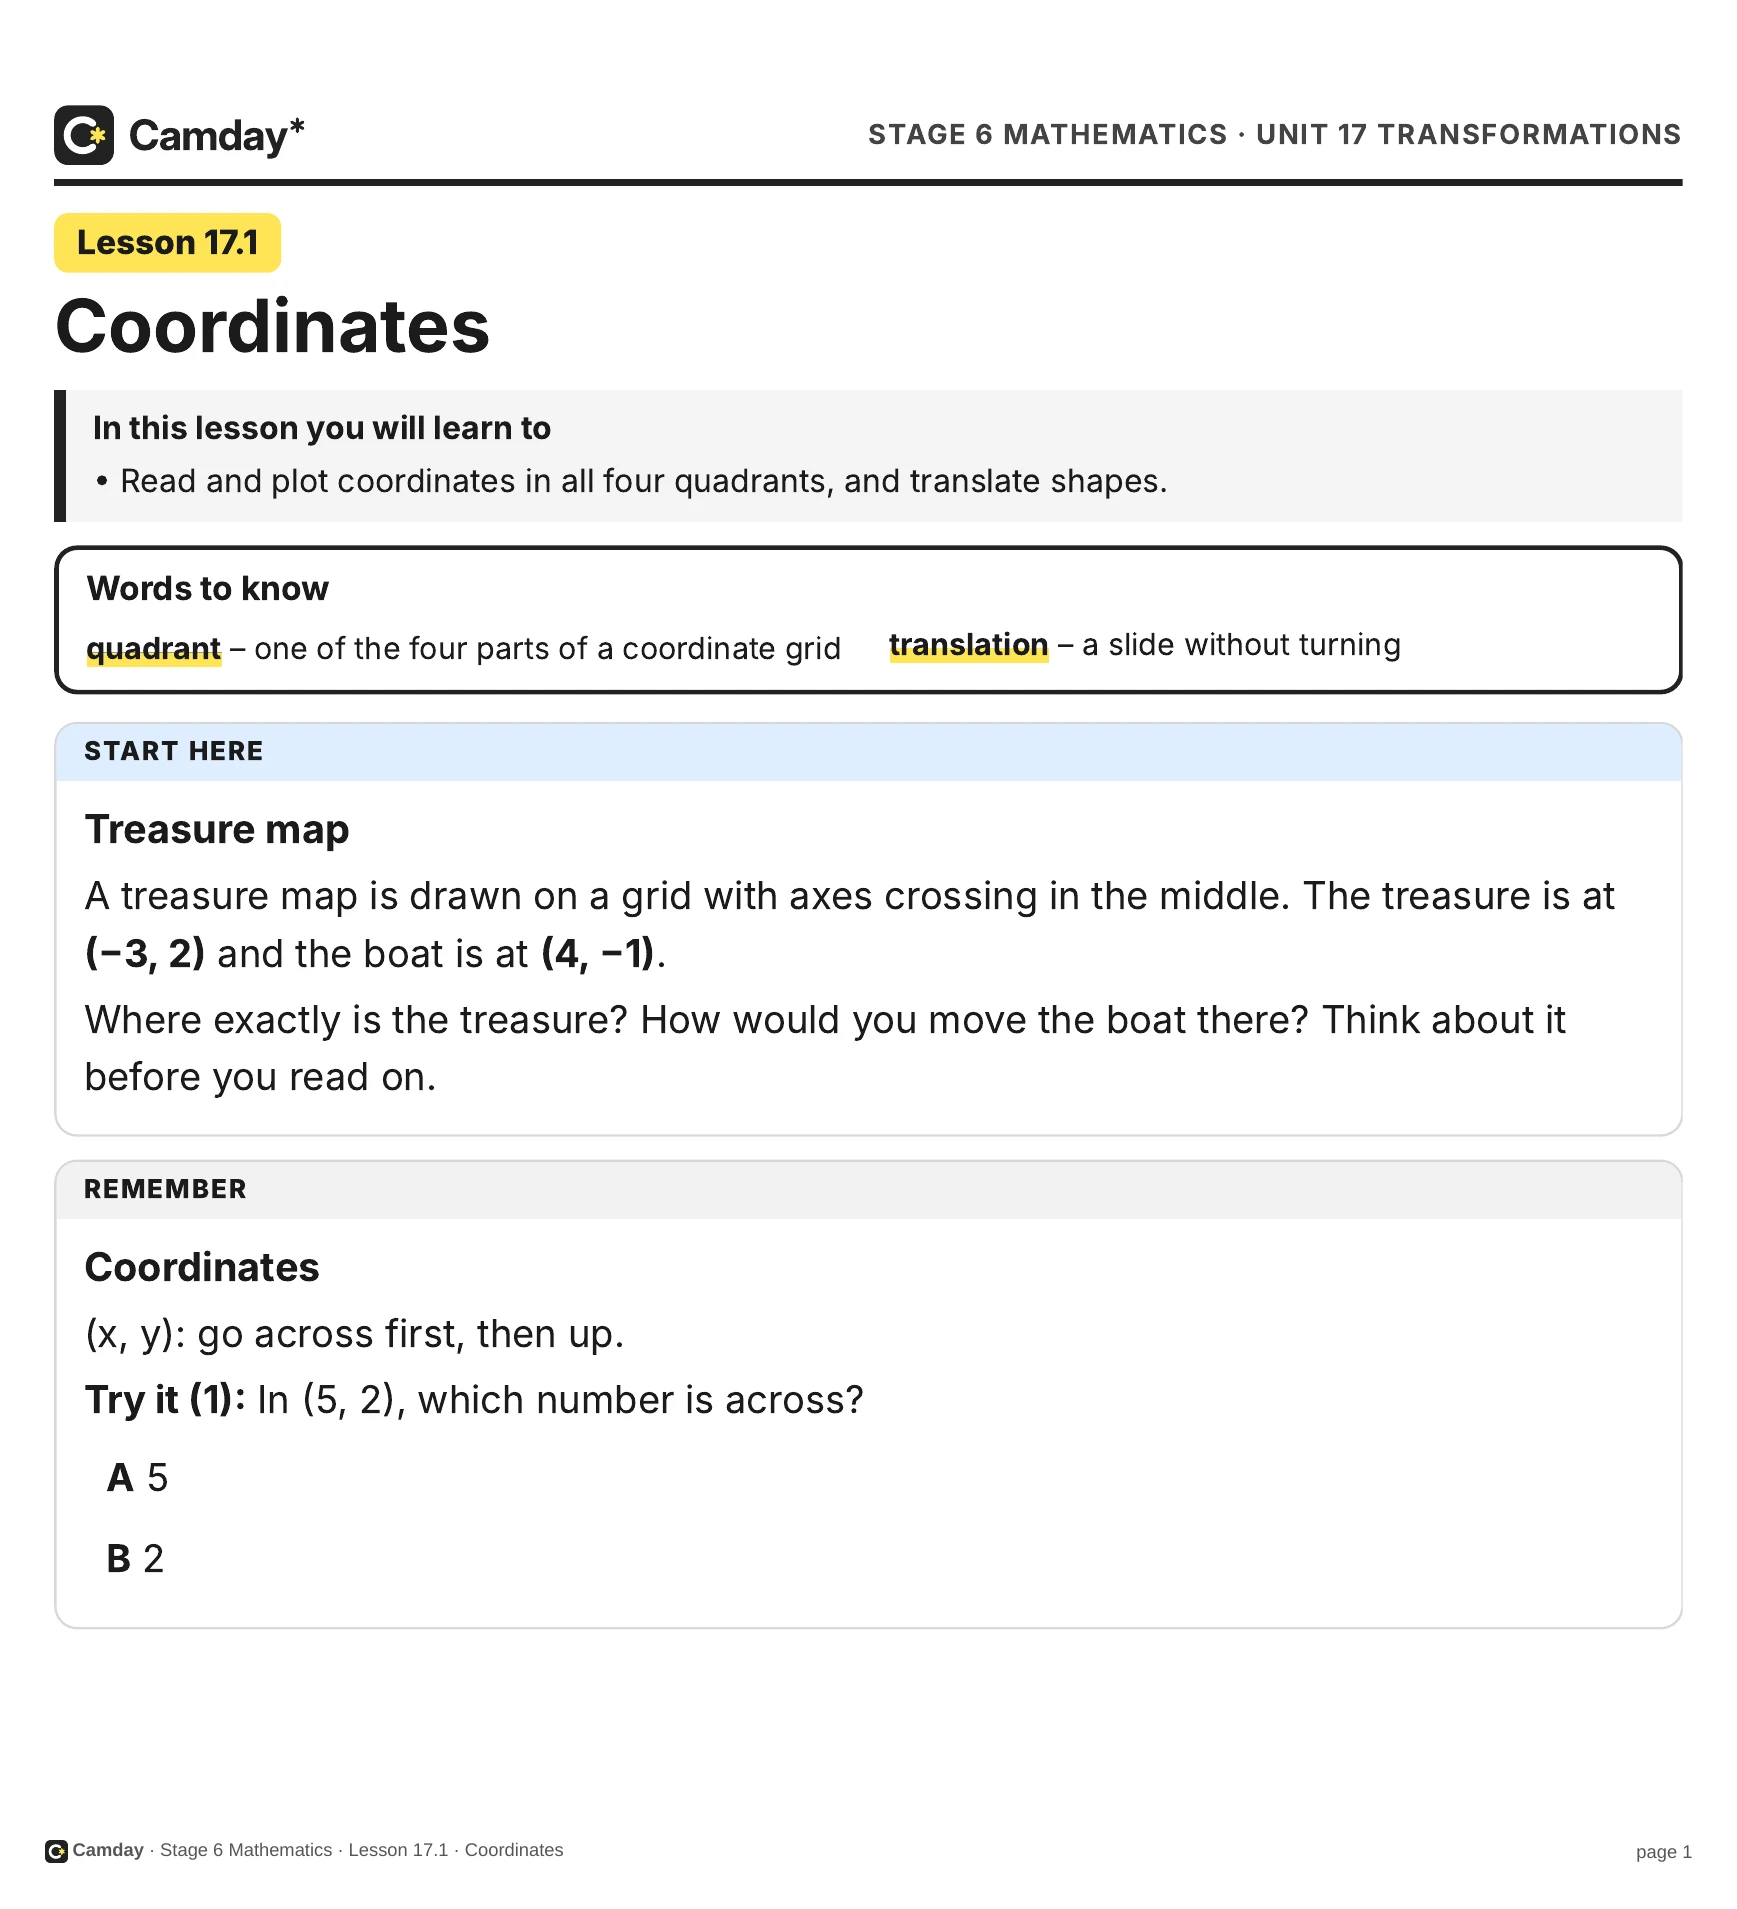 Camday*
STAGE 6 MATHEMATICS · UNIT 17 TRANSFORMATIONS
Lesson 17.1
Coordinates
In this lesson you will learn to
• Read and plot coordinates in all four quadrants, and translate shapes.
Words to know
quadrant – one of the four parts of a coordinate grid translation – a slide without turning
START HERE
Treasure map
A treasure map is drawn on a grid with axes crossing in the middle. The treasure is at
(−3, 2) and the boat is at (4, −1).
Where exactly is the treasure? How would you move the boat there? Think about it
before you read on.
REMEMBER
Coordinates
(x, y): go across first, then up.
Try it (1): In (5, 2), which number is across?
A 5
B 2
Camday · Stage 6 Mathematics · Lesson 17.1 · Coordinates
page 1